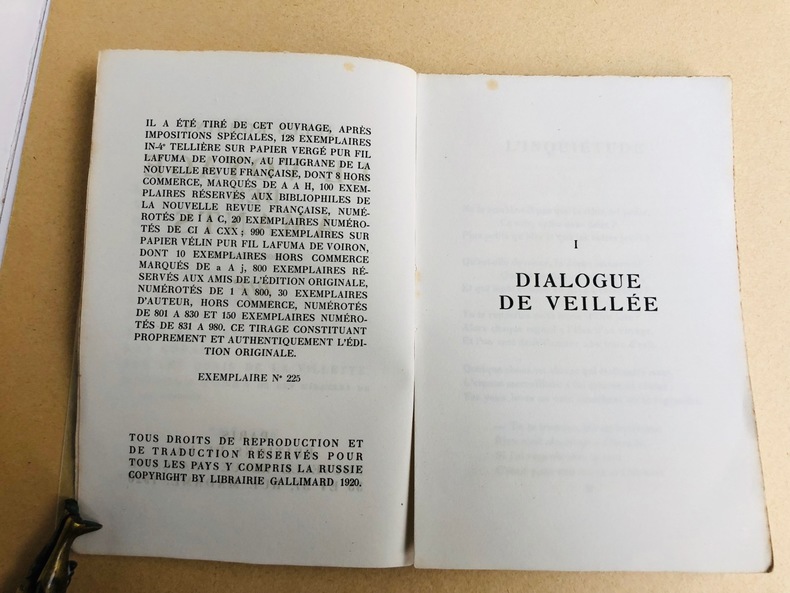 IL A ÉTÉ TIRÉ DE CET OUVRAGE, APRÈS
IMPOSITIONS SPÉCIALES, 128 EXEMPLAIRES
IN-4º TELLIÈRE SUR PAPIER VERGÉ PUR FIL
LAFUMA DE VOIRON, AU FILIGRANE DE LA
NOUVELLE REVUE FRANÇAISE, DONT 8 HORS
COMMERCE, MARQUÉS DE A A H, 100 EXEM-
PLAIRES RÉSERVÉS AUX BIBLIOPHILES DE
LA NOUVELLE REVUE FRANÇAISE, NUMÉ-
ROTÉS DE I A C, 20 EXEMPLAIRES NUMÉRO-
TÉS DE CI A CXX ; 990 EXEMPLAIRES SUR
PAPIER VÉLIN PUR FIL LAFUMA DE VOIRON,
DONT 10 EXEMPLAIRES HORS COMMERCE
MARQUÉS DE a A j, 800 EXEMPLAIRES RÉ-
SERVÉS AUX AMIS DE L'ÉDITION ORIGINALE,
NUMÉROTÉS DE 1 A 800, 30 EXEMPLAIRES
D'AUTEUR, HORS COMMERCE, NUMÉROTÉS
DE 801 A 830 ET 150 EXEMPLAIRES NUMÉRO-
TÉS DE 831 A 980. CE TIRAGE CONSTITUANT
PROPREMENT ET AUTHENTIQUEMENT L'ÉDI-
TION ORIGINALE.
EXEMPLAIRE Nº 225
TOUS DROITS DE REPRODUCTION ET
DE TRADUCTION RÉSERVÉS POUR
TOUS LES PAYS Y COMPRIS LA RUSSIE
COPYRIGHT BY LIBRAIRIE GALLIMARD 1920.
I
DIALOGUE
DE VEILLÉE